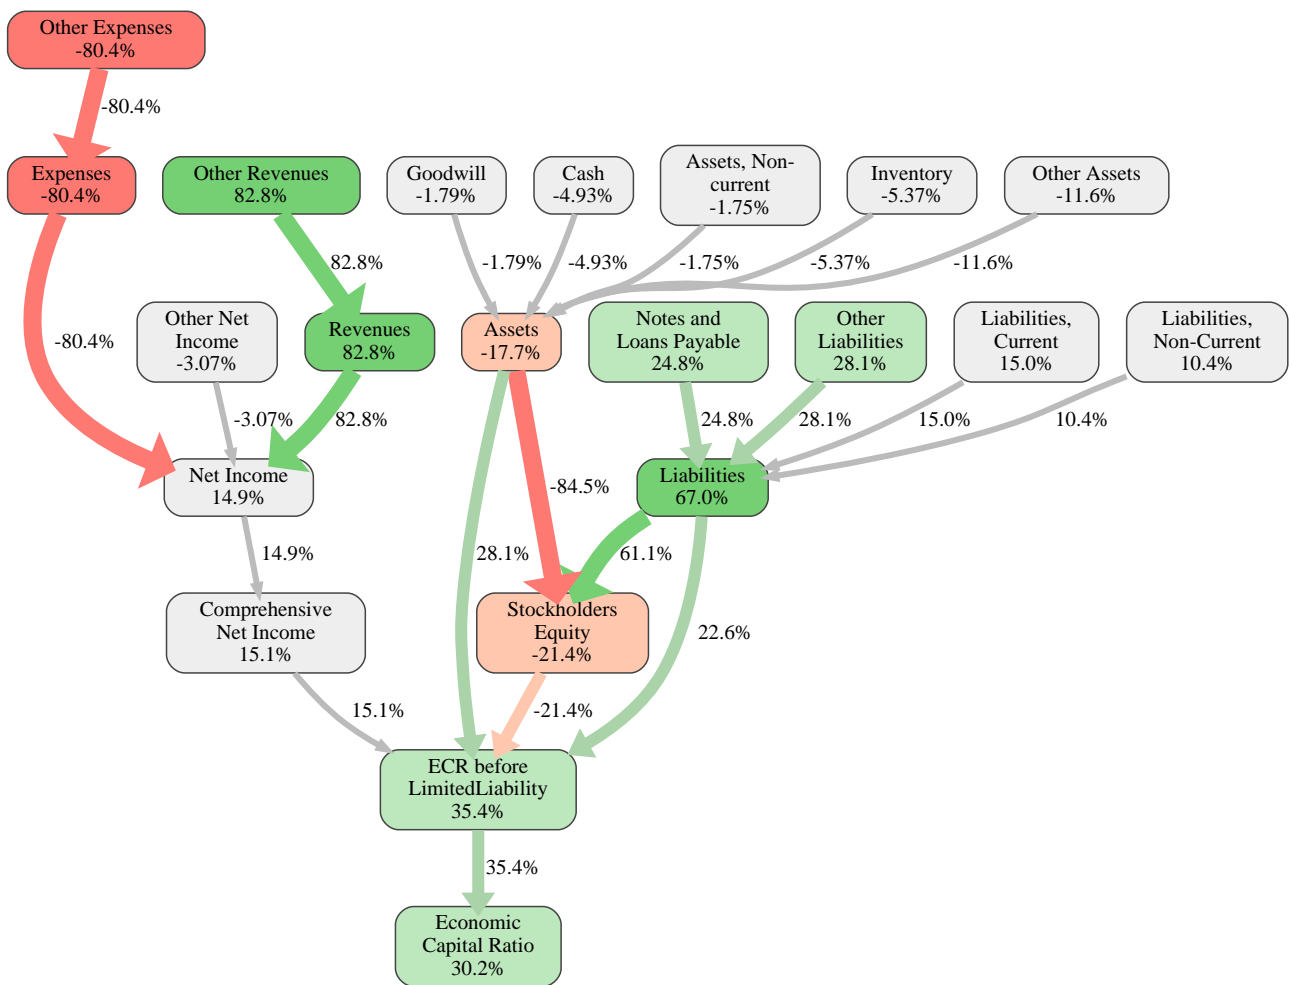 Other Expenses
-80.4%
-80.4%
Expenses
-80.4%
Other Revenues
82.8%
Goodwill
-1.79%
Cash
-4.93%
Assets, Non-
current
-1.75%
Inventory
-5.37%
Other Assets
-11.6%
82.8%
-1.79%
-4.93%
-1.75%
-5.37%
-11.6%
-80.4%
Other Net
Income
-3.07%
Revenues
82.8%
Assets
-17.7%
Notes and
Loans Payable
24.8%
Other
Liabilities
28.1%
Liabilities,
Current
15.0%
Liabilities,
Non-Current
10.4%
-3.07%
82.8%
24.8%
28.1%
15.0%
10.4%
Net Income
14.9%
-84.5%
Liabilities
67.0%
14.9%
28.1%
61.1%
Comprehensive
Net Income
15.1%
Stockholders
Equity
-21.4%
22.6%
15.1%
-21.4%
ECR before
LimitedLiability
35.4%
35.4%
Economic
Capital Ratio
30.2%